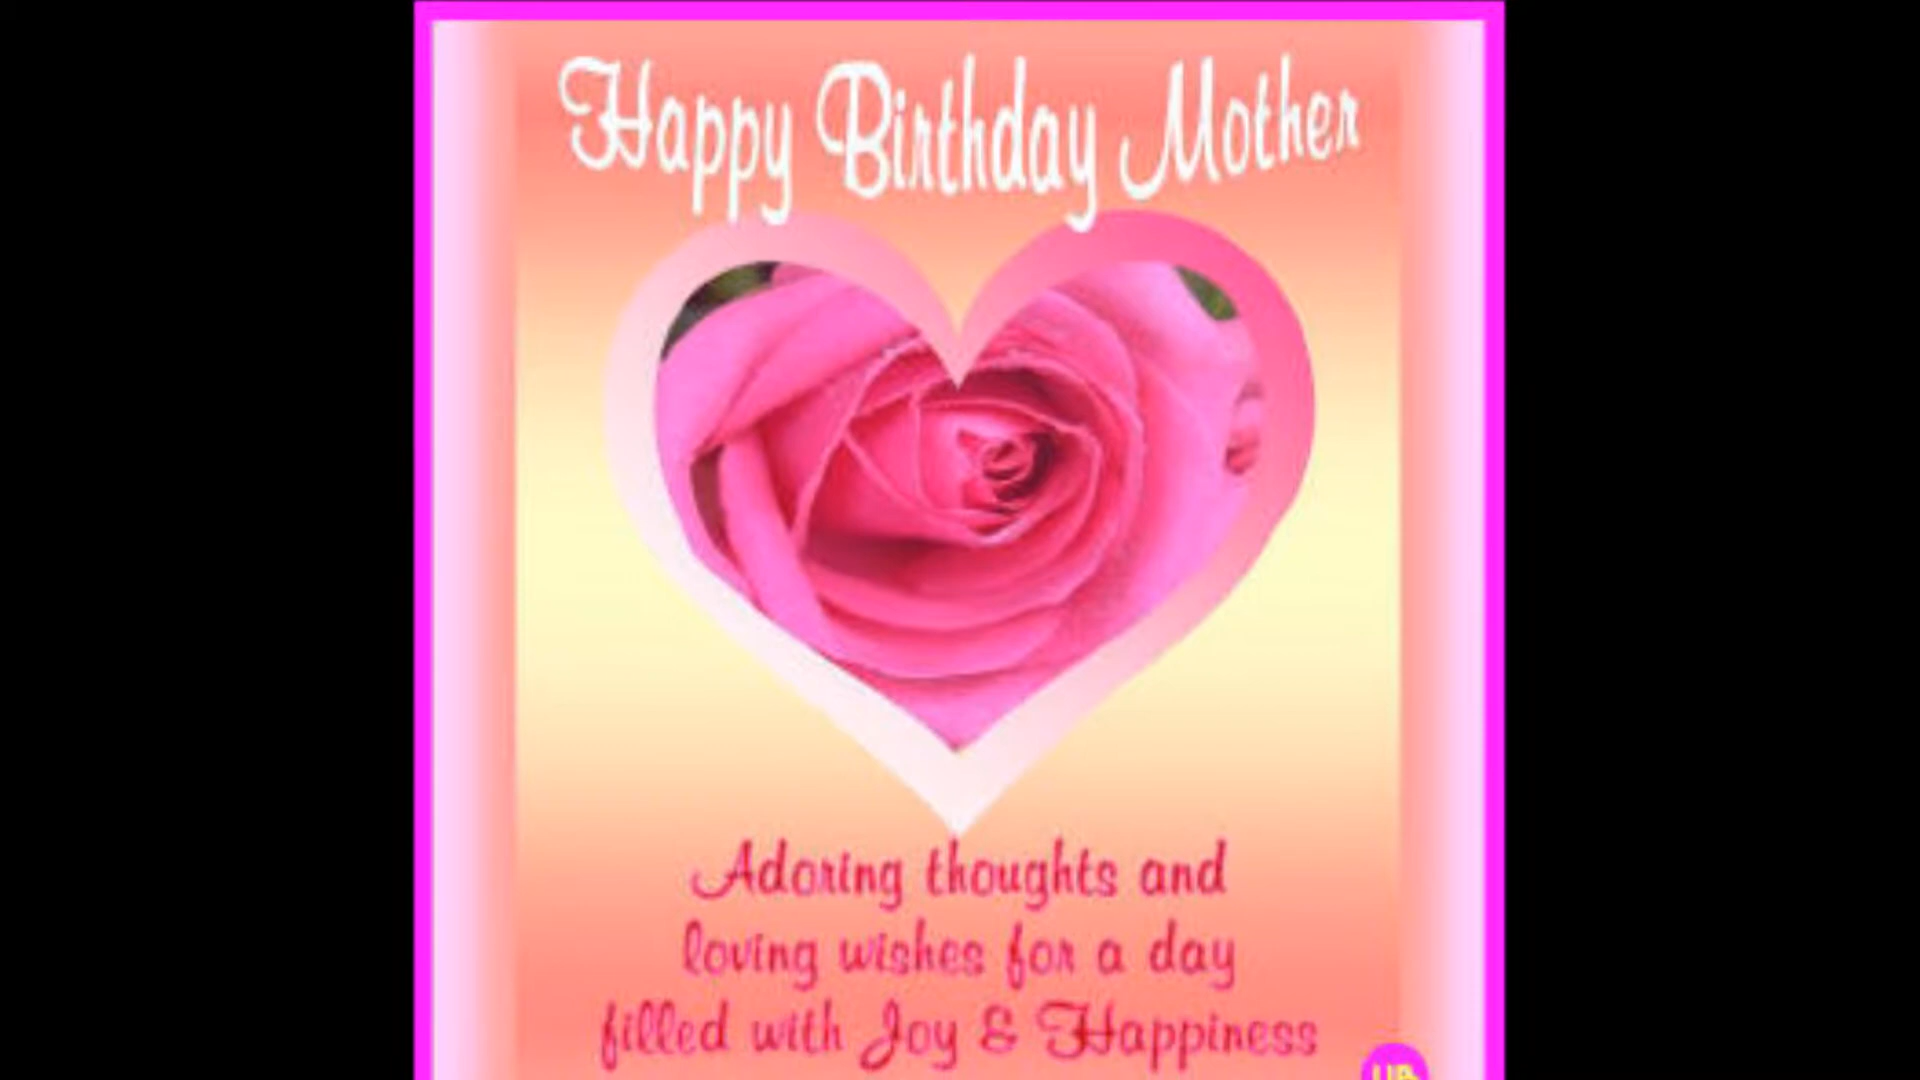 Happy Birthday Mother
Adoring thoughts and
loving wishes for a day
filled with Joy & Happiness